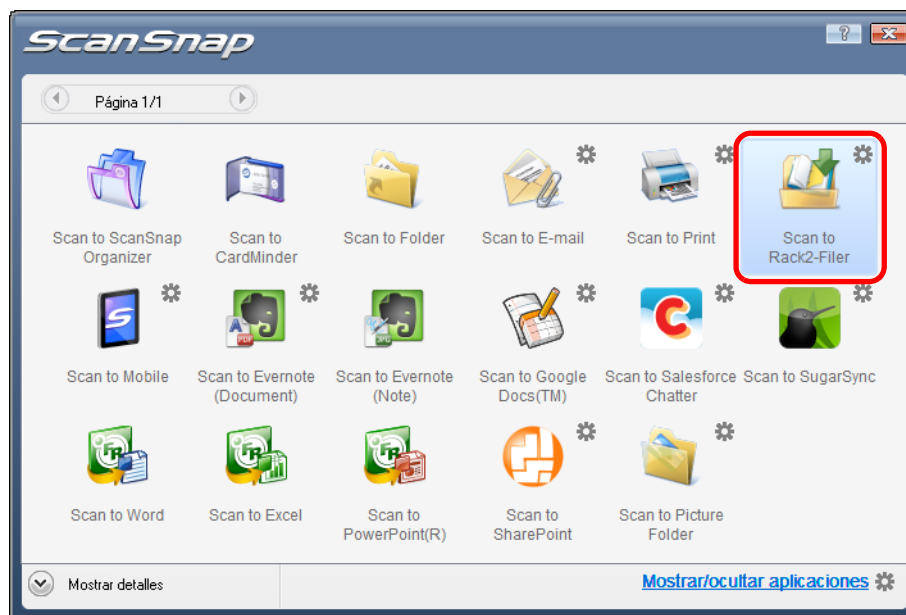 ScanSnap
?
Página 1/1
Scan to ScanSnap
Organizer
Scan to
CardMinder
Scan to Folder
Scan to E-mail
Scan to Print
Scan to
Rack2-Filer
Scan to Mobile
Scan to Evernote
(Document)
Scan to Evernote
(Note)
Scan to Google
Docs(TM)
Scan to Salesforce
Chatter
Scan to SugarSync
Scan to Word
Scan to Excel
Scan to
PowerPoint(R)
Scan to
SharePoint
Scan to Picture
Folder
Mostrar detalles
Mostrar/ocultar aplicaciones